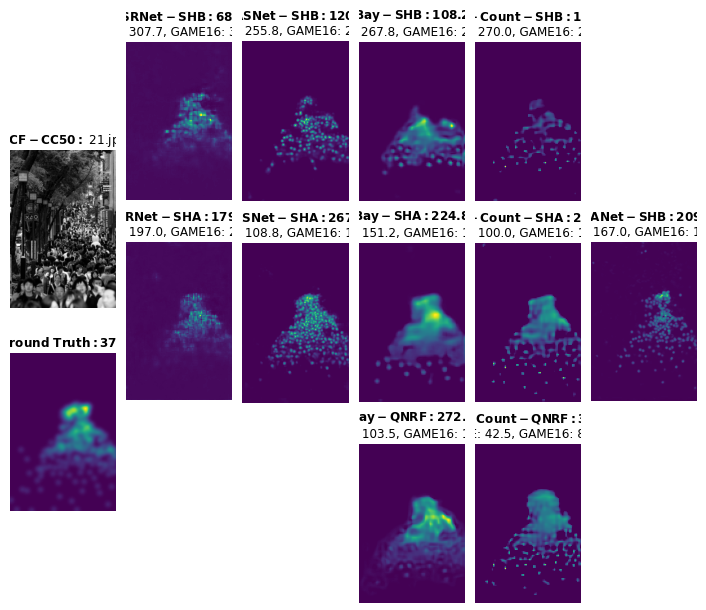 SRNet-SHB: 68
307.7, GAME16: 3
ASNet-SHB: 120
255.8, GAME16: 2
Bay-SHB: 108.2
267.8, GAME16: 2
-Count-SHB: 1
270.0, GAME16: 2
CF-CC50: 21.jp
RNet-SHA: 179
197.0, GAME16: 2
SNet-SHA: 267
108.8, GAME16: 1
Bay-SHA: 224.8
151.2, GAME16: 1
-Count-SHA: 2
100.0, GAME16: 1
ANet-SHB: 209
167.0, GAME16: 1
round Truth: 37
ay-QNRF: 272.
103.5, GAME16: 1
Count-QNRF: 3
E: 42.5, GAME16: 8